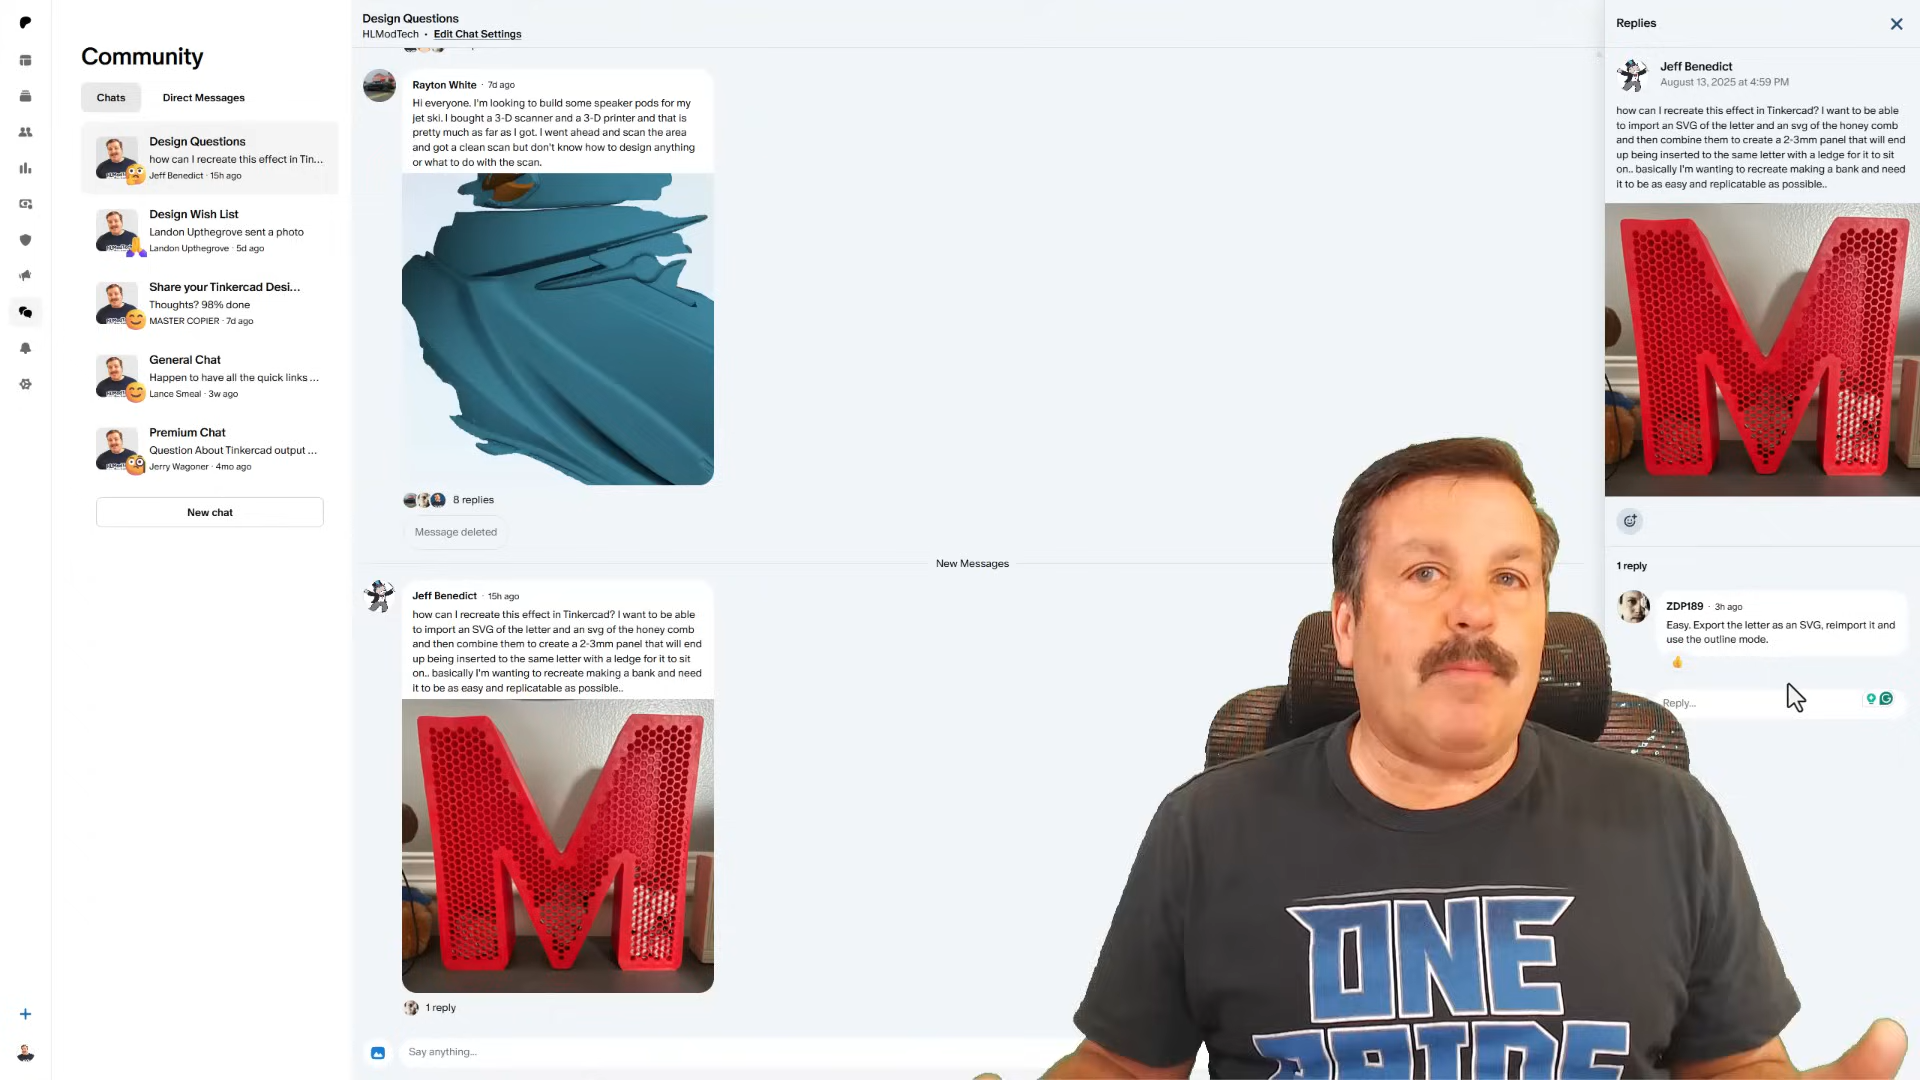 Community
Chats
Direct Messages
Design Questions
how can I recreate this effect in Tin...
Jeff Benedict · 15h ago
Design Wish List
Landon Upthegrove sent a photo
Landon Upthegrove · 5d ago
Share your Tinkercad Desi...
Thoughts? 98% done
MASTER COPIER · 7d ago
General Chat
Happen to have all the quick links ...
Lance Smeal · 3w ago
Premium Chat
Question About Tinkercad output ...
Jerry Wagoner · 4mo ago
New chat
Design Questions
HLModTech • Edit Chat Settings
Rayton White · 7d ago
Hi everyone. I'm looking to build some speaker pods for my
jet ski. I bought a 3-D scanner and a 3-D printer and that is
pretty much as far as I got. I went ahead and scan the area
and got a clean scan but don't know how to design anything
or what to do with the scan.
8 replies
Message deleted
New Messages
Jeff Benedict · 15h ago
how can I recreate this effect in Tinkercad? I want to be able
to import an SVG of the letter and an svg of the honey comb
and then combine them to create a 2-3mm panel that will end
up being inserted to the same letter with a ledge for it to sit
on.. basically I'm wanting to recreate making a bank and need
it to be as easy and replicatable as possible..
1 reply
Say anything...
Replies
Jeff Benedict
August 13, 2025 at 4:59 PM
how can I recreate this effect in Tinkercad? I want to be able
to import an SVG of the letter and an svg of the honey comb
and then combine them to create a 2-3mm panel that will end
up being inserted to the same letter with a ledge for it to sit
on.. basically I'm wanting to recreate making a bank and need
it to be as easy and replicatable as possible..
1 reply
ZDP189 · 3h ago
Easy. Export the letter as an SVG, reimport it and
use the outline mode.
Reply...
ONE
PRIDE